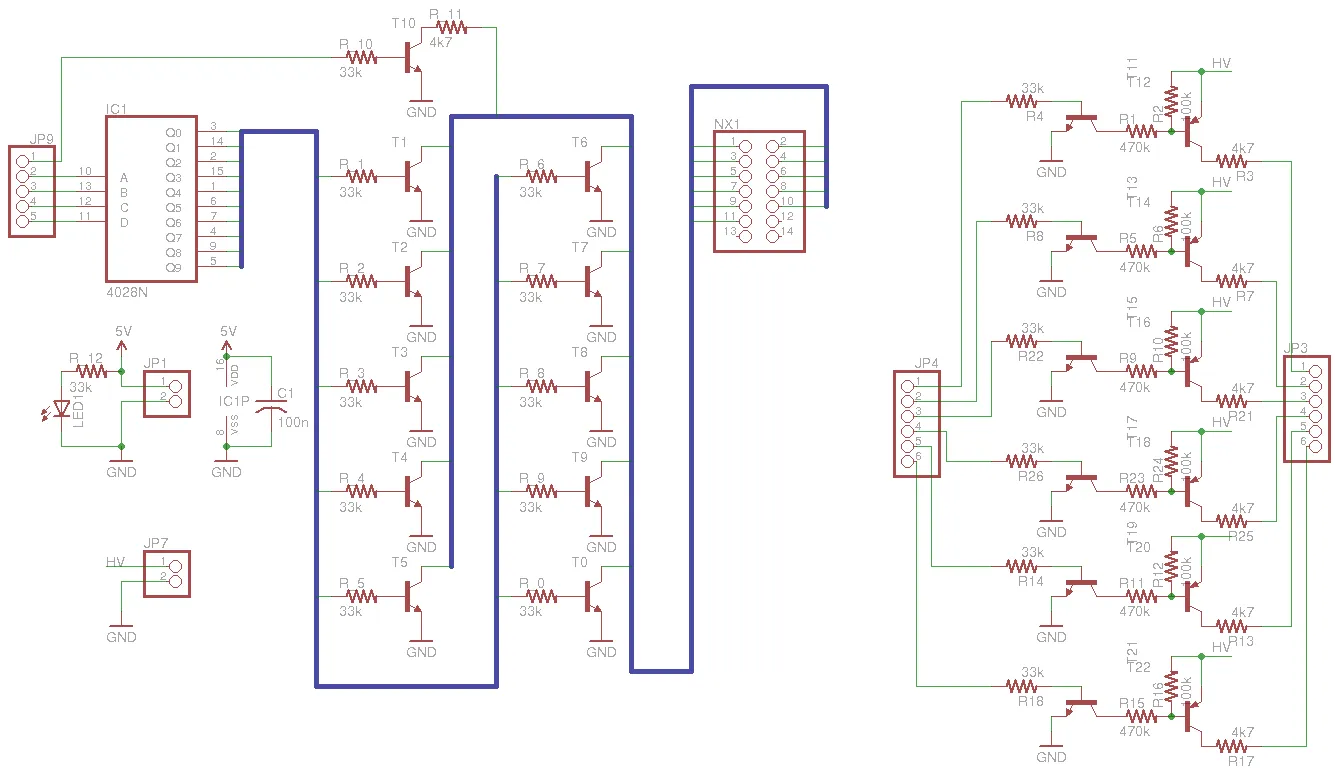 T10
R_11
4k7
R_10
33k
GND
IC1
JP9
1
2
3
4
5
10
13
12
11
A
B
C
D
Q0
Q1
Q2
Q3
Q4
Q5
Q6
Q7
Q8
Q9
3
14
2
15
1
6
7
4
9
5
4028N
T1
R_1
33k
GND
T2
R_2
33k
GND
T3
R_3
33k
GND
T4
R_4
33k
GND
T5
R_5
33k
GND
T6
R_6
33k
GND
T7
R_7
33k
GND
T8
R_8
33k
GND
T9
R_9
33k
GND
T0
R_0
33k
GND
5V
R_12
33k
LED1
GND
JP1
1
2
5V
16
VDD
IC1P
8
VSS
C1
100n
GND
JP7
HV
1
2
GND
NX1
1
2
3
4
5
6
7
8
9
10
11
12
13
14
JP4
1
2
3
4
5
6
33k
R4
GND
R1
470k
T11
T12
R2
100k
HV
4k7
R3
33k
R8
GND
R5
470k
T13
T14
R6
100k
HV
4k7
R7
33k
R22
GND
R9
470k
T15
T16
R10
100k
HV
4k7
R21
33k
R26
GND
R23
470k
T17
T18
R24
100k
HV
4k7
R25
33k
R14
GND
R11
470k
T19
T20
R12
100k
HV
4k7
R13
33k
R18
GND
R15
470k
T21
T22
R16
100k
HV
4k7
R17
JP3
1
2
3
4
5
6